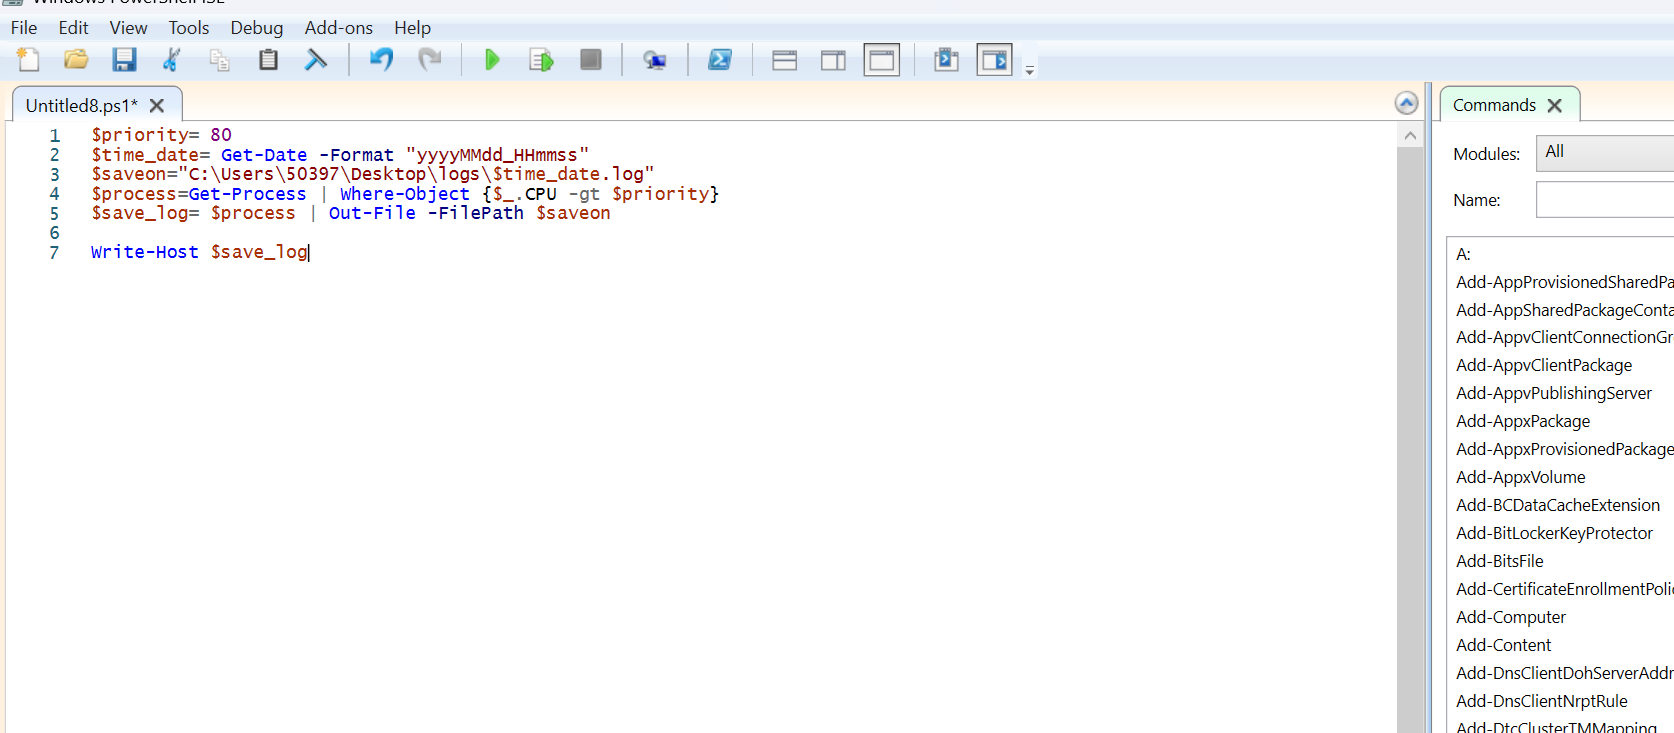 File Edit View Tools Debug Add-ons Help
Untitled8.ps1*
1 $priority= 80
2 $time_date= Get-Date -Format "yyyyMMdd_HHmmss"
3 $saveon="C:\Users\50397\Desktop\logs\$time_date.log"
4 $process=Get-Process | Where-Object {$_.CPU -gt $priority}
5 $save_log= $process | Out-File -FilePath $saveon
6
7 Write-Host $save_log
Commands
Modules: All
Name:
A:
Add-AppProvisionedSharedPa
Add-AppSharedPackageConta
Add-AppvClientConnectionGr
Add-AppvClientPackage
Add-AppvPublishingServer
Add-AppxPackage
Add-AppxProvisionedPackage
Add-AppxVolume
Add-BCDataCacheExtension
Add-BitLockerKeyProtector
Add-BitsFile
Add-CertificateEnrollmentPoli
Add-Computer
Add-Content
Add-DnsClientDohServerAddr
Add-DnsClientNrptRule
Add-DtcClusterTMMapping